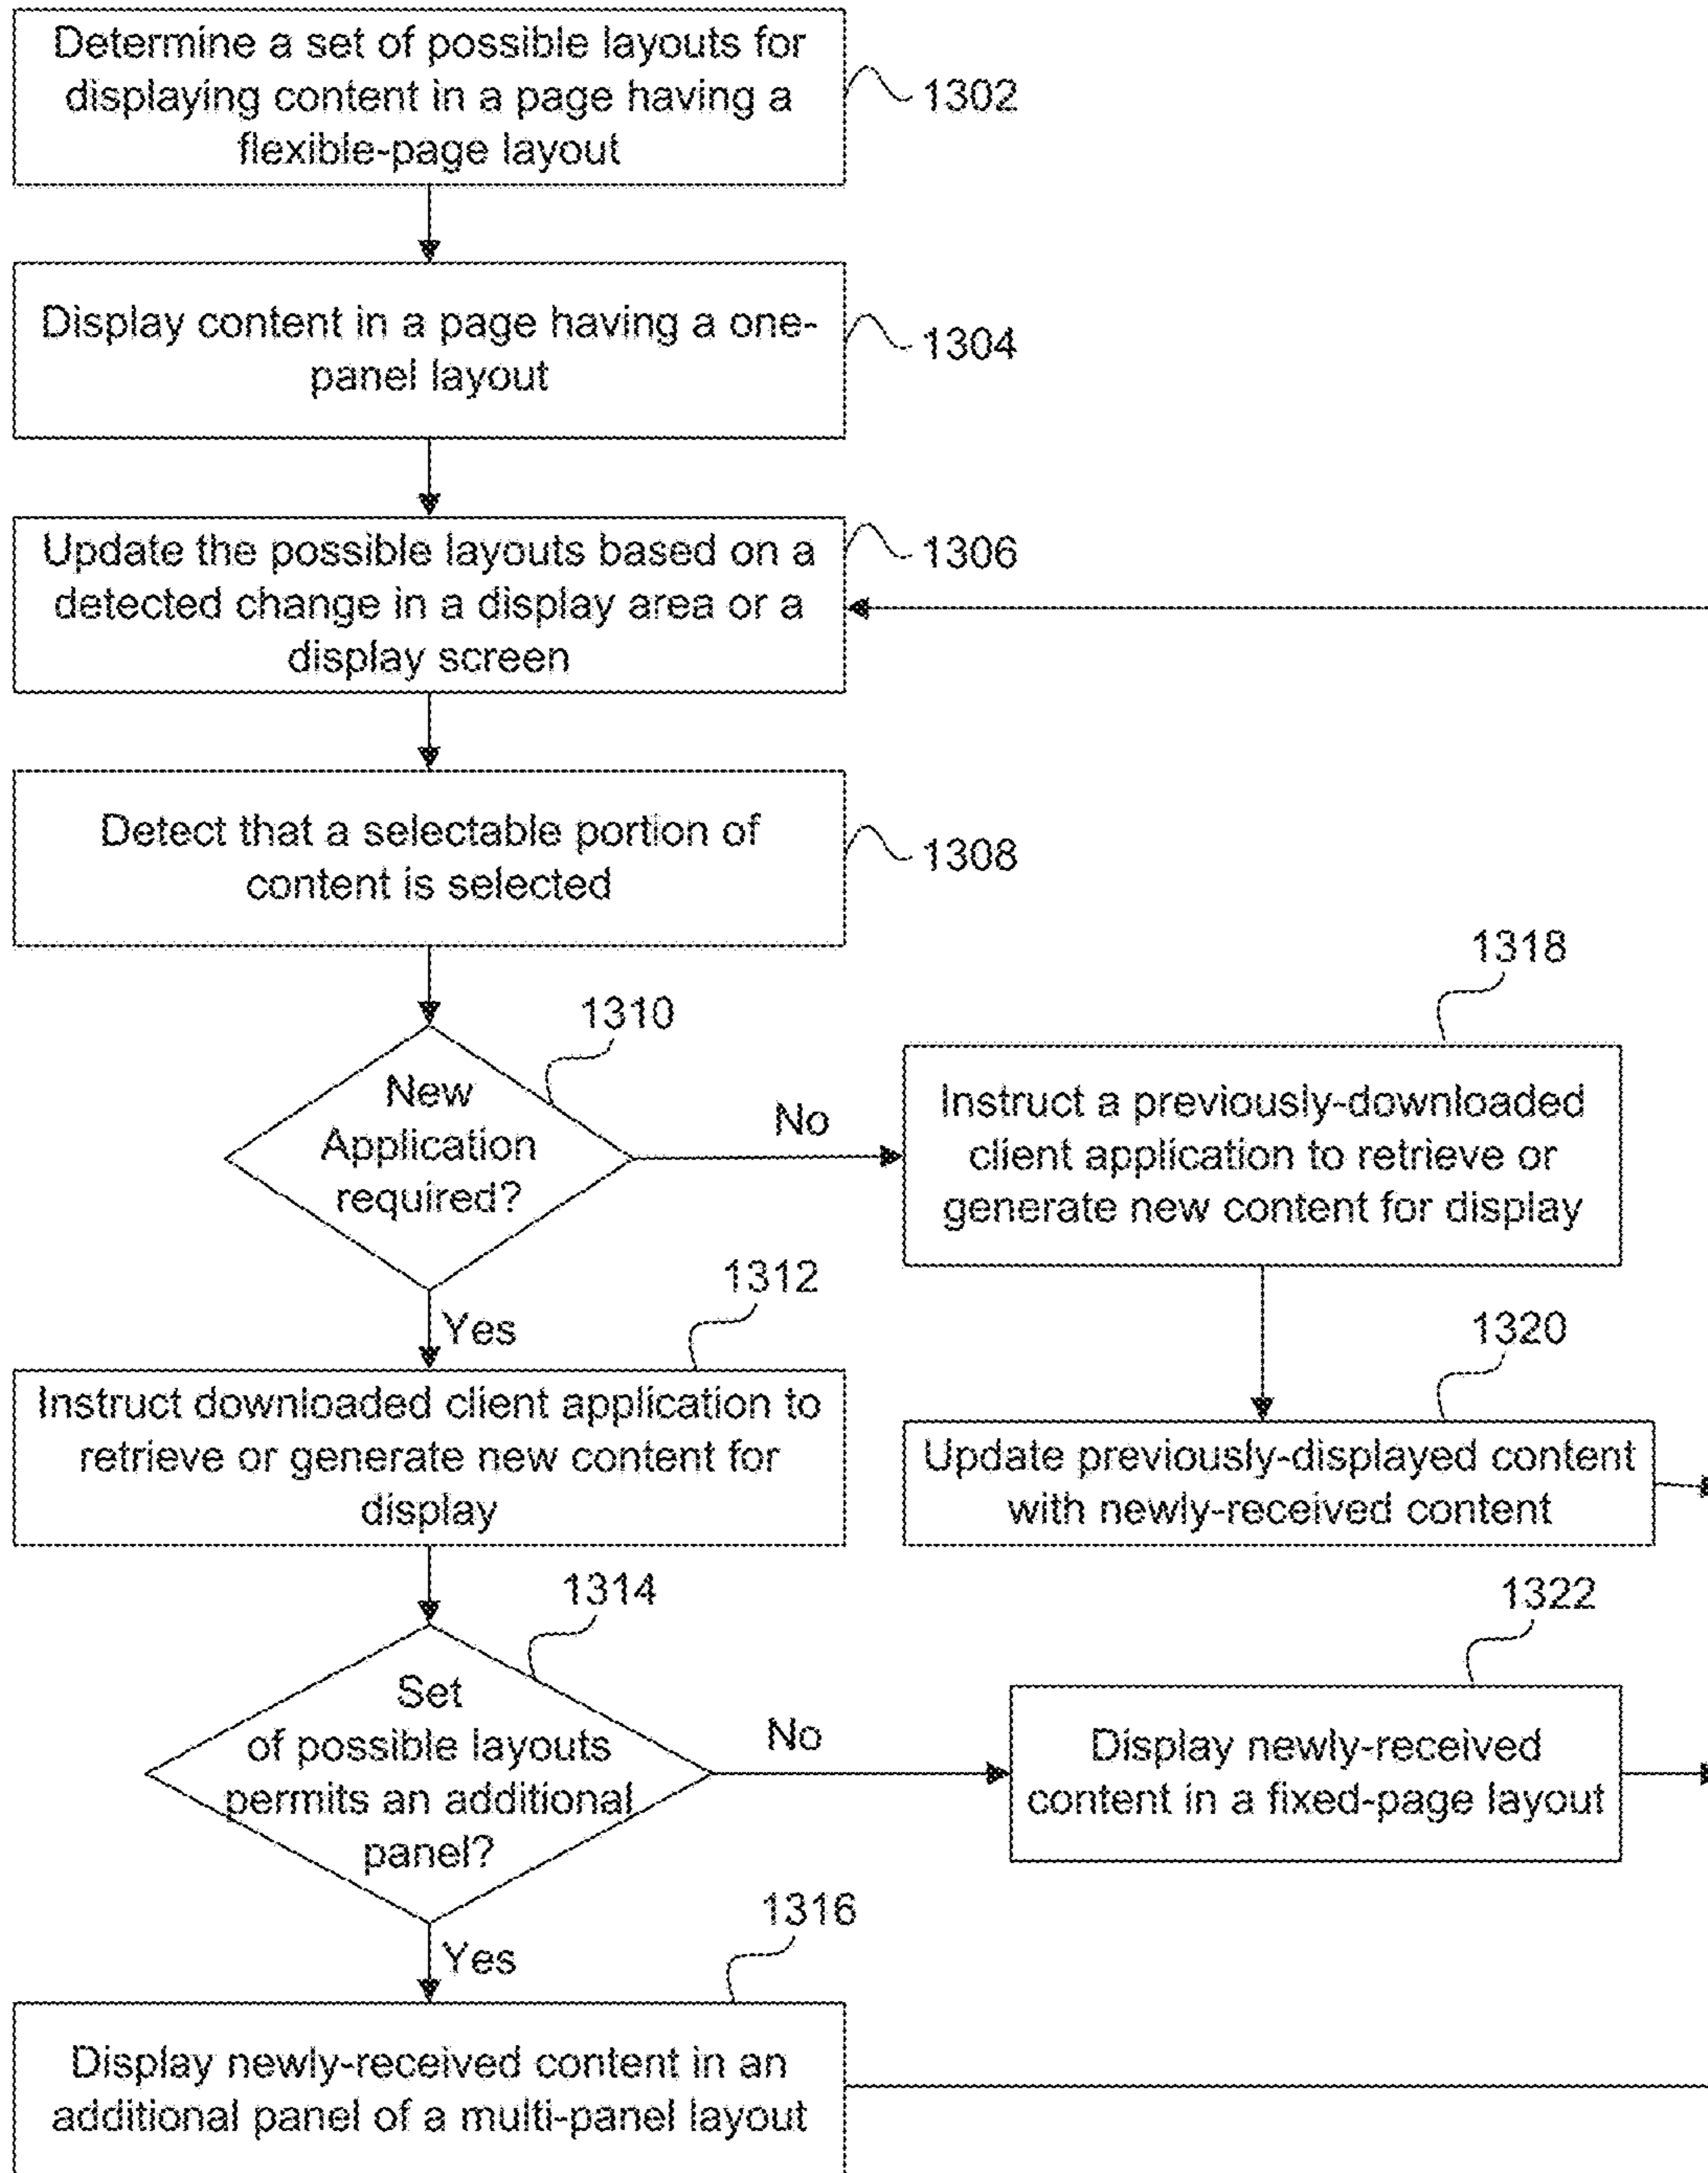 Determine a set of possible layouts for
displaying content in a page having a
flexible-page layout
1302
Display content in a page having a one-
panel layout
1304
Update the possible layouts based on a
detected change in a display area or a
display screen
1306
Detect that a selectable portion of
content is selected
1308
1310
New
Application
required?
No
Yes
1318
Instruct a previously-downloaded
client application to retrieve or
generate new content for display
1312
Instruct downloaded client application to
retrieve or generate new content for
display
1320
Update previously-displayed content
with newly-received content
1314
Set
of possible layouts
permits an additional
panel?
No
Yes
1322
Display newly-received
content in a fixed-page layout
1316
Display newly-received content in an
additional panel of a multi-panel layout